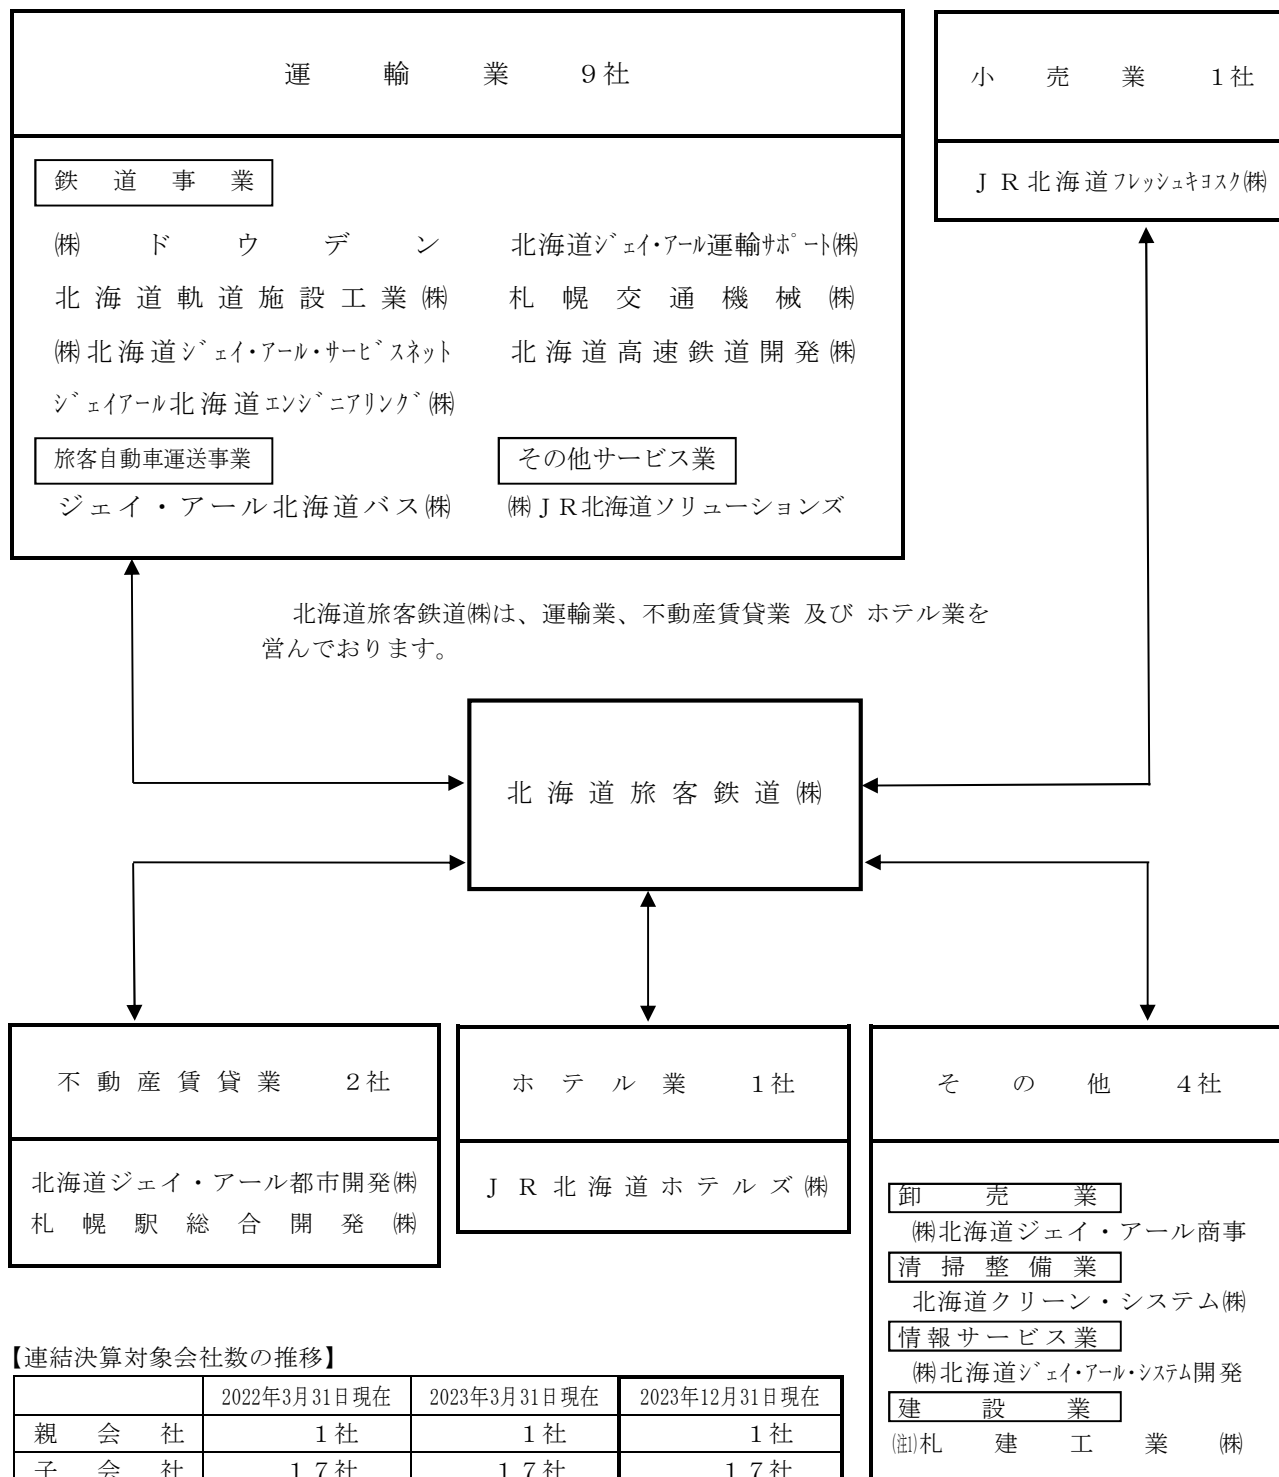 運輸業 9社
鉄道事業
㈱ドウデン 北海道ｼﾞｪｲ・ｱｰﾙ運輸ｻﾎﾟｰﾄ㈱
北海道軌道施設工業㈱ 札幌交通機械㈱
㈱北海道ｼﾞｪｲ・ｱｰﾙ・ｻｰﾋﾞｽﾈｯﾄ 北海道高速鉄道開発㈱
ｼﾞｪｲｱｰﾙ北海道ｴﾝｼﾞﾆｱﾘﾝｸﾞ㈱
旅客自動車運送事業 その他サービス業
ジェイ・アール北海道バス㈱ ㈱ＪＲ北海道ソリューションズ
小売業 1社
ＪＲ北海道ﾌﾚｯｼｭｷﾖｽｸ㈱
北海道旅客鉄道㈱は、運輸業、不動産賃貸業 及び ホテル業を
営んでおります。
北海道旅客鉄道㈱
不動産賃貸業 2社
北海道ジェイ・アール都市開発㈱
札幌駅総合開発㈱
ホテル業 1社
ＪＲ北海道ホテルズ㈱
その他 4社
卸売業
㈱北海道ジェイ・アール商事
清掃整備業
北海道クリーン・システム㈱
情報サービス業
㈱北海道ｼﾞｪｲ・ｱｰﾙ・ｼｽﾃﾑ開発
建設業
(注1)札建工業㈱
【連結決算対象会社数の推移】
2022年3月31日現在 2023年3月31日現在 2023年12月31日現在
親会社 1社 1社 1社
子会社 17社 17社 17社